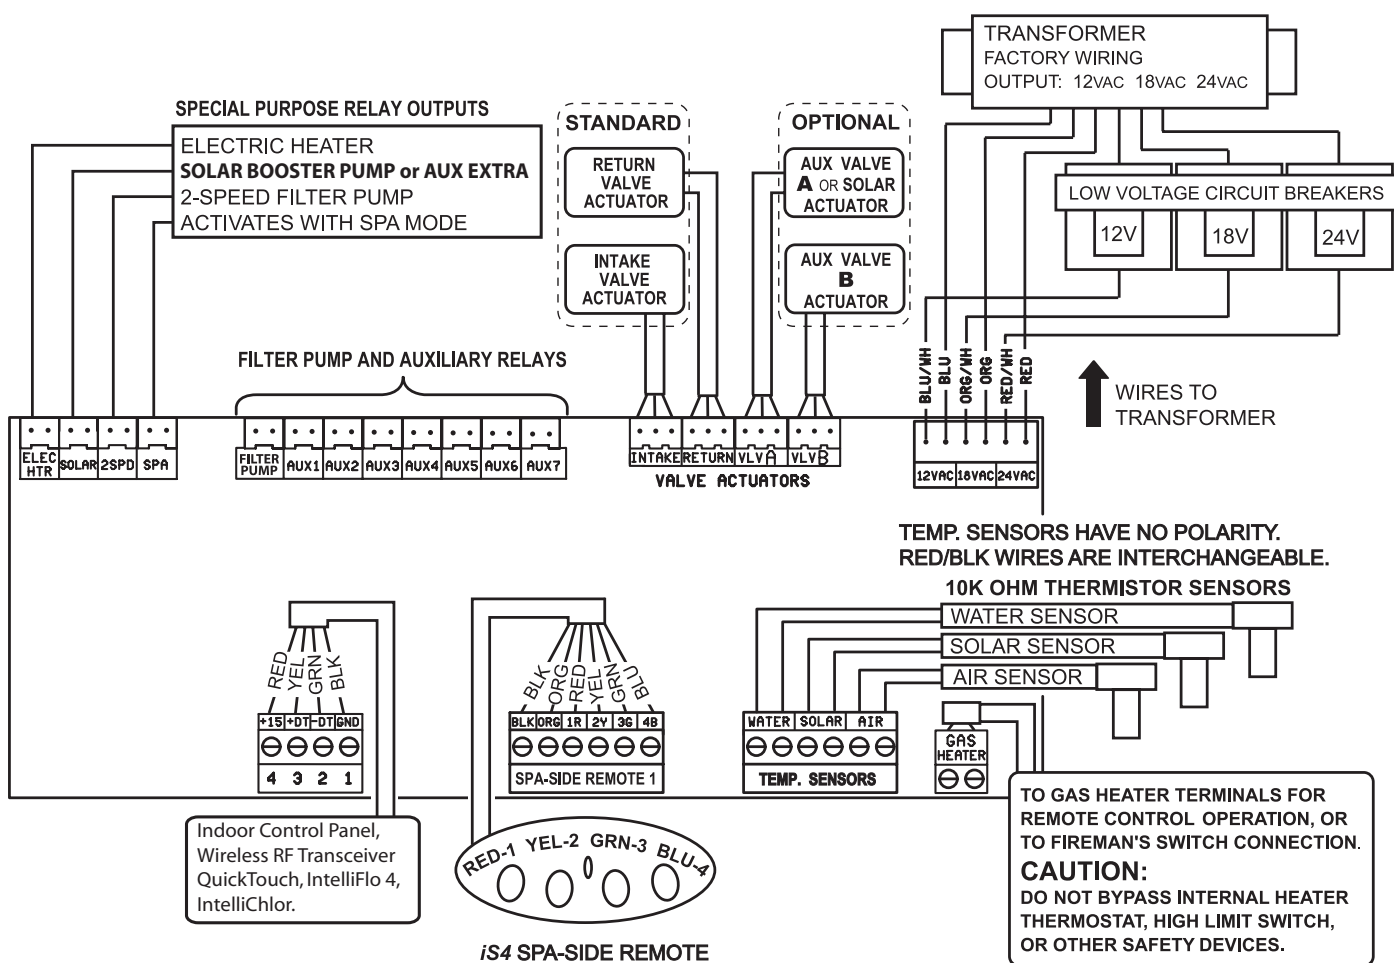 TRANSFORMER
FACTORY WIRING
OUTPUT: 12VAC 18VAC 24VAC
SPECIAL PURPOSE RELAY OUTPUTS
ELECTRIC HEATER
SOLAR BOOSTER PUMP or AUX EXTRA
2-SPEED FILTER PUMP
ACTIVATES WITH SPA MODE
STANDARD
RETURN
VALVE
ACTUATOR
INTAKE
VALVE
ACTUATOR
OPTIONAL
AUX VALVE
A OR SOLAR
ACTUATOR
AUX VALVE
B
ACTUATOR
LOW VOLTAGE CIRCUIT BREAKERS
12V
18V
24V
BLU/WH
BLU
ORG/WH
ORG
RED/WH
RED
WIRES TO
TRANSFORMER
FILTER PUMP AND AUXILIARY RELAYS
ELEC
HTR
SOLAR
2SPD
SPA
FILTER
PUMP
AUX1
AUX2
AUX3
AUX4
AUX5
AUX6
AUX7
INTAKE
RETURN
VLV A
VLV B
VALVE ACTUATORS
12VAC
18VAC
24VAC
TEMP. SENSORS HAVE NO POLARITY.
RED/BLK WIRES ARE INTERCHANGEABLE.
10K OHM THERMISTOR SENSORS
WATER SENSOR
SOLAR SENSOR
AIR SENSOR
RED
YEL
GRN
BLK
+15
+DT
-DT
GND
4 3 2 1
Indoor Control Panel,
Wireless RF Transceiver
QuickTouch, IntelliFlo 4,
IntelliChlor.
BLK
ORG
RED
YEL
GRN
BLU
BLK
ORG
1R
2Y
3G
4B
SPA-SIDE REMOTE 1
RED-1 YEL-2 GRN-3 BLU-4
iS4 SPA-SIDE REMOTE
WATER
SOLAR
AIR
TEMP. SENSORS
GAS
HEATER
TO GAS HEATER TERMINALS FOR
REMOTE CONTROL OPERATION, OR
TO FIREMAN'S SWITCH CONNECTION.
CAUTION:
DO NOT BYPASS INTERNAL HEATER
THERMOSTAT, HIGH LIMIT SWITCH,
OR OTHER SAFETY DEVICES.